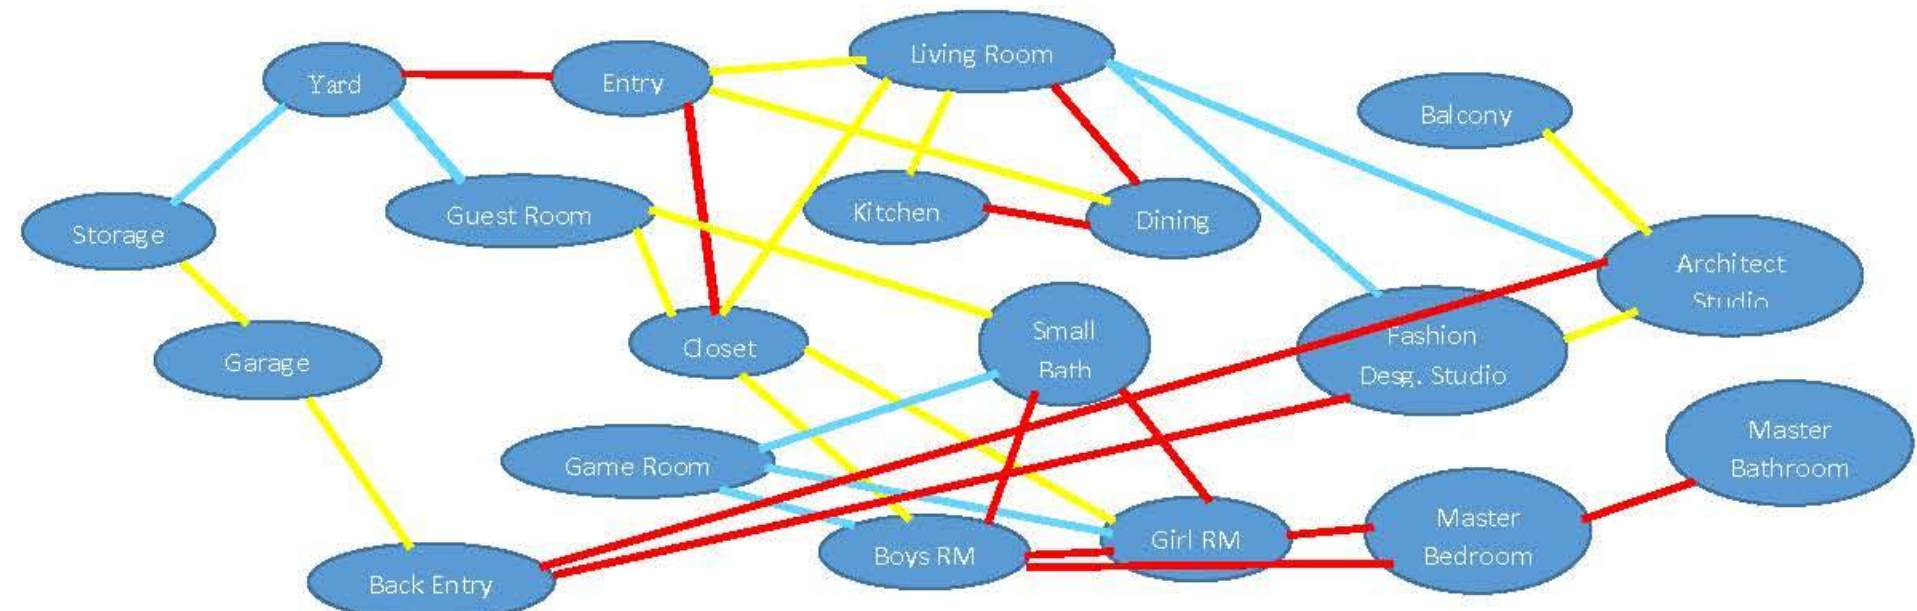 Living Room
Yard
Entry
Balcony
Guest Room
Kitchen
Dining
Storage
Architect
Studio
Small
Bath
Fashion
Desg. Studio
Closet
Garage
Master
Bathroom
Game Room
Master
Bedroom
Girl RM
Boys RM
Back Entry